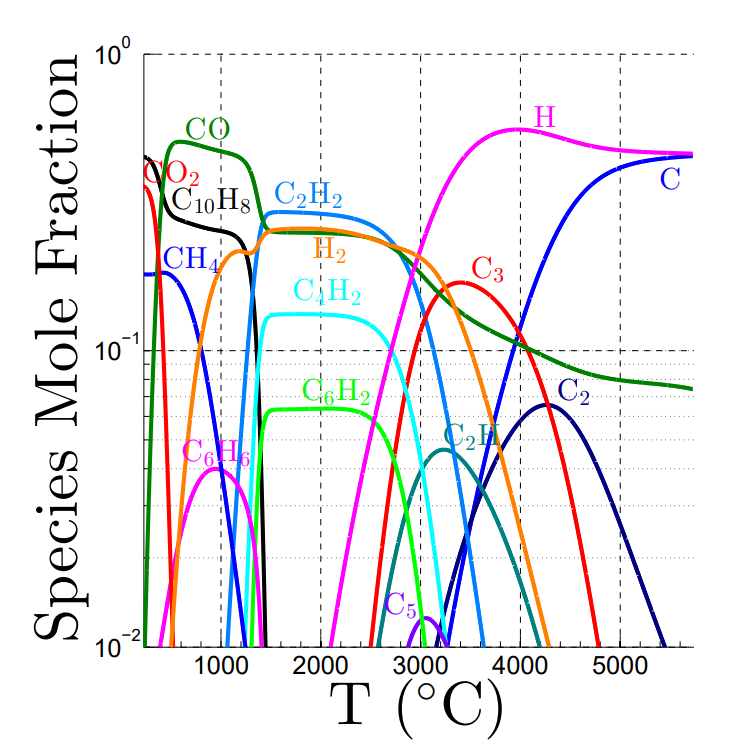 Species Mole Fraction
10⁰
10⁻¹
10⁻²
H
CO
CO₂
C
C₁₀H₈
C₂H₂
H₂
CH₄
C₃
C₄H₂
C₆H₂
C₂
C₂H
C₆H₆
C₅
1000 2000 3000 4000 5000
T (°C)